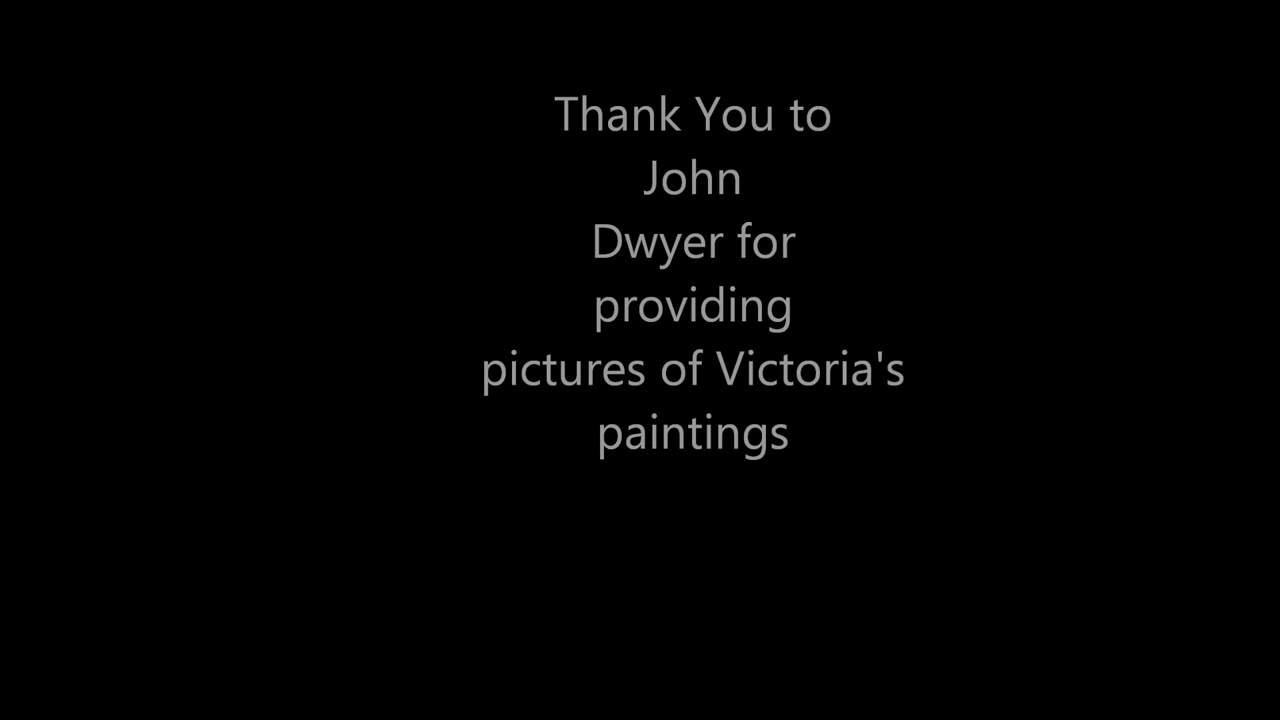 Thank You to
John
Dwyer for
providing
pictures of Victoria's
paintings